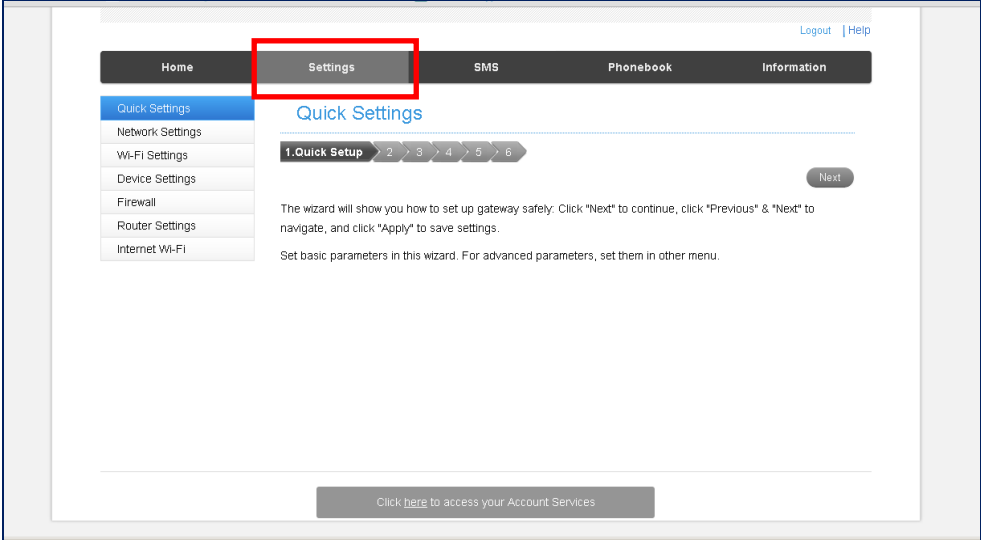 Logout | Help
Home Settings SMS Phonebook Information
Quick Settings
Network Settings
Wi-Fi Settings
Device Settings
Firewall
Router Settings
Internet Wi-Fi
Quick Settings
1.Quick Setup 2 3 4 5 6
Next
The wizard will show you how to set up gateway safely: Click "Next" to continue, click "Previous" & "Next" to
navigate, and click "Apply" to save settings.
Set basic parameters in this wizard. For advanced parameters, set them in other menu.
Click here to access your Account Services